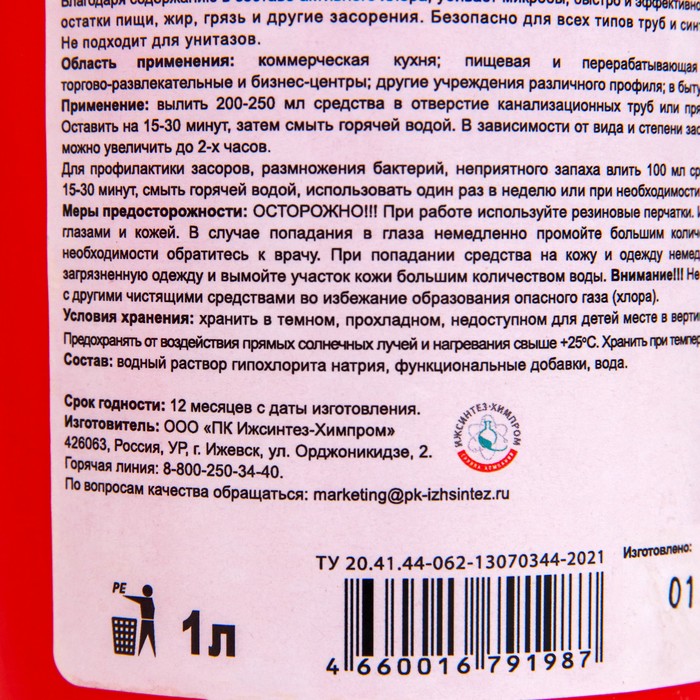 остатки пищи, жир, грязь и другие засорения. Безопасно для всех типов труб и
Не подходит для унитазов.
Область применения: коммерческая кухня; пищевая и перерабатывающая
торгово-развлекательные и бизнес-центры; другие учреждения различного профиля; в
Применение: вылить 200-250 мл средства в отверстие канализационных труб или
Оставить на 15-30 минут, затем смыть горячей водой. В зависимости от вида и степени
можно увеличить до 2-х часов.
Для профилактики засоров, размножения бактерий, неприятного запаха влить 100 мл
15-30 минут, смыть горячей водой, использовать один раз в неделю или при необходимости
Меры предосторожности: ОСТОРОЖНО!!! При работе используйте резиновые перчатки.
глазами и кожей. В случае попадания в глаза немедленно промойте большим
необходимости обратитесь к врачу. При попадании средства на кожу и одежду
загрязненную одежду и вымойте участок кожи большим количеством воды. Внимание!!! Не
с другими чистящими средствами во избежание образования опасного газа (хлора).
Условия хранения: хранить в темном, прохладном, недоступном для детей месте в
Предохранять от воздействия прямых солнечных лучей и нагревания свыше +25ºС. Хранить при
Состав: водный раствор гипохлорита натрия, функциональные добавки, вода.
Срок годности: 12 месяцев с даты изготовления.
Изготовитель: ООО «ПК Ижсинтез-Химпром»
426063, Россия, УР, г. Ижевск, ул. Орджоникидзе, 2.
Горячая линия: 8-800-250-34-40.
По вопросам качества обращаться: marketing@pk-izhsintez.ru
ИЖСИНТЕЗ-ХИМПРОМ
ТУ 20.41.44-062-13070344-2021
Изготовлено:
01
PE
1л
4 660016 791987